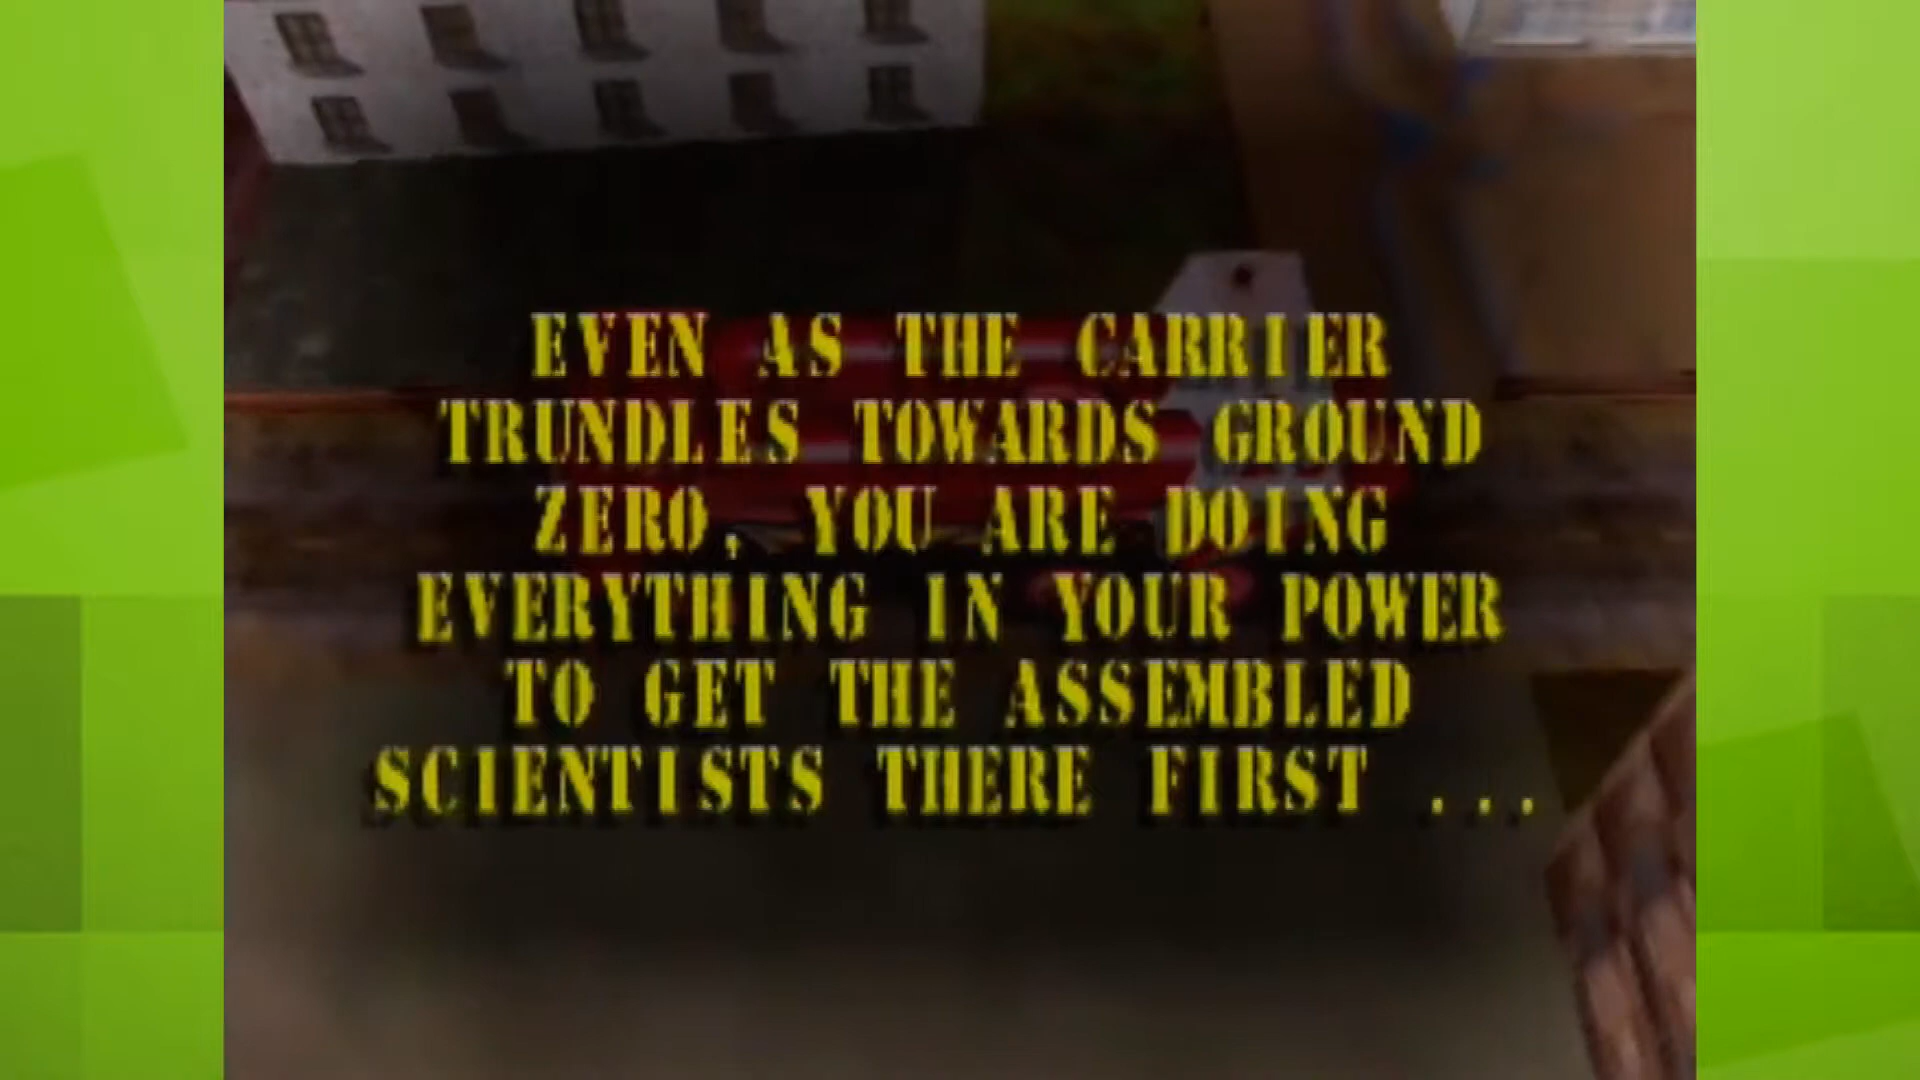 EVEN AS THE CARRIER
TRUNDLES TOWARDS GROUND
ZERO, YOU ARE DOING
EVERYTHING IN YOUR POWER
TO GET THE ASSEMBLED
SCIENTISTS THERE FIRST ...